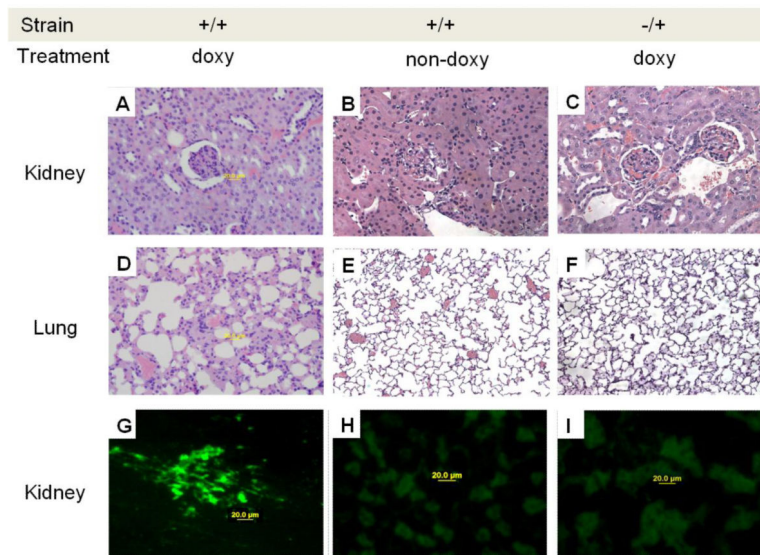 Strain +/+ +/+ -/+
Treatment doxy non-doxy doxy
A B C
Kidney
D E F
Lung
G H I
Kidney
20.0 µm 20.0 µm 20.0 µm